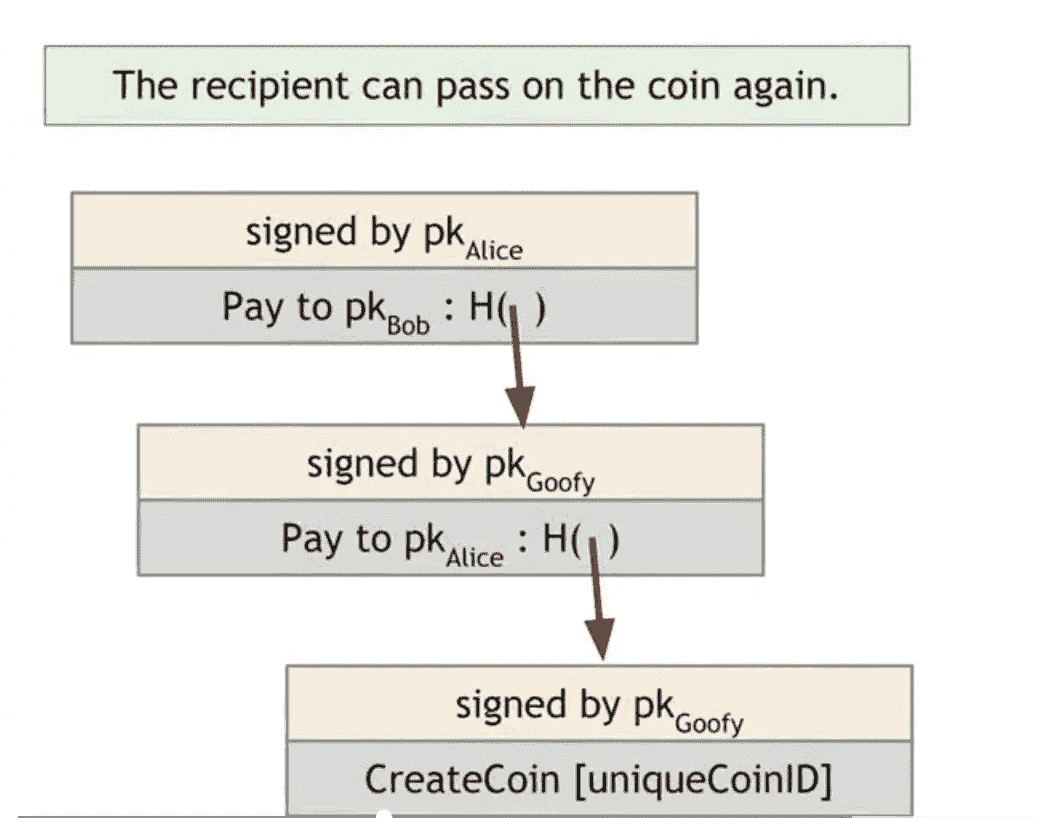 The recipient can pass on the coin again.
signed by pkAlice
Pay to pkBob : H( )
signed by pkGoofy
Pay to pkAlice : H( )
signed by pkGoofy
CreateCoin [uniqueCoinID]